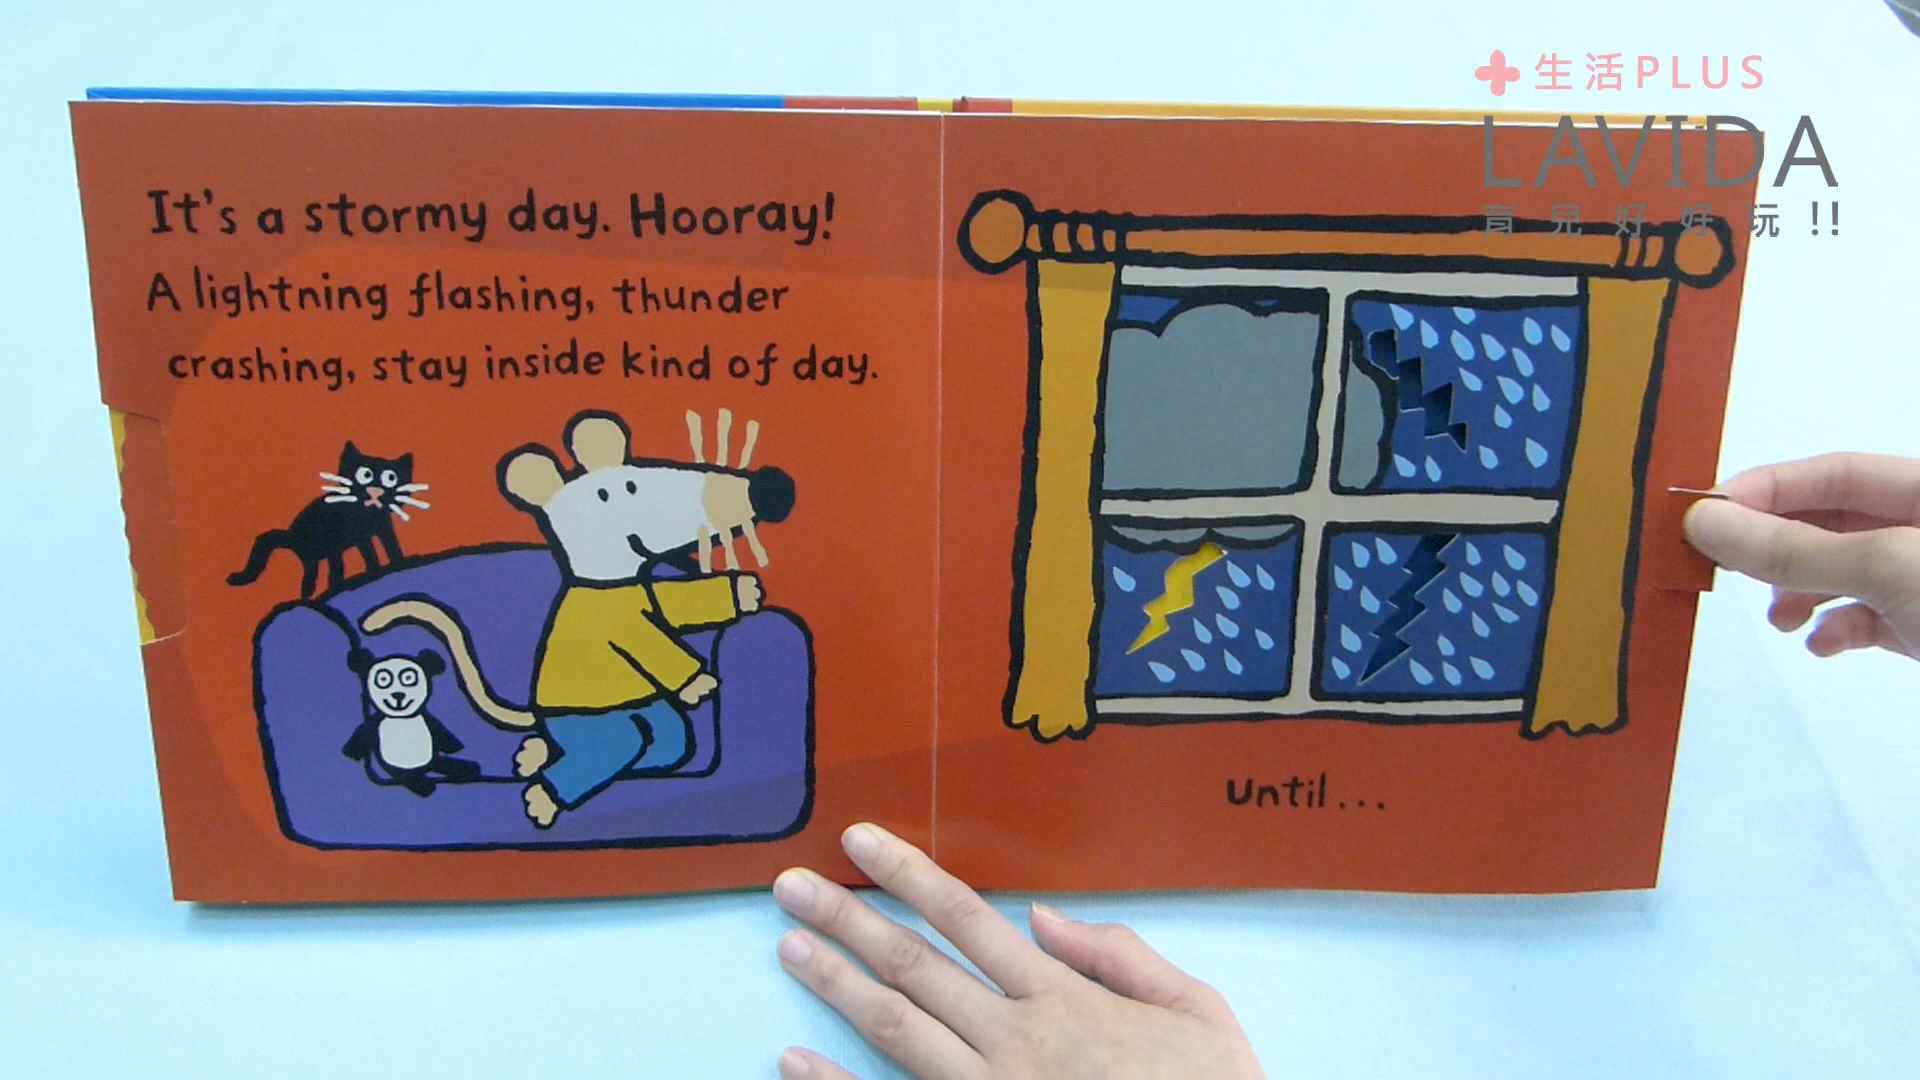 生活PLUS
LAVIDA
育兒好好玩!!
It's a stormy day. Hooray!
A lightning flashing, thunder
crashing, stay inside kind of day.
Until...